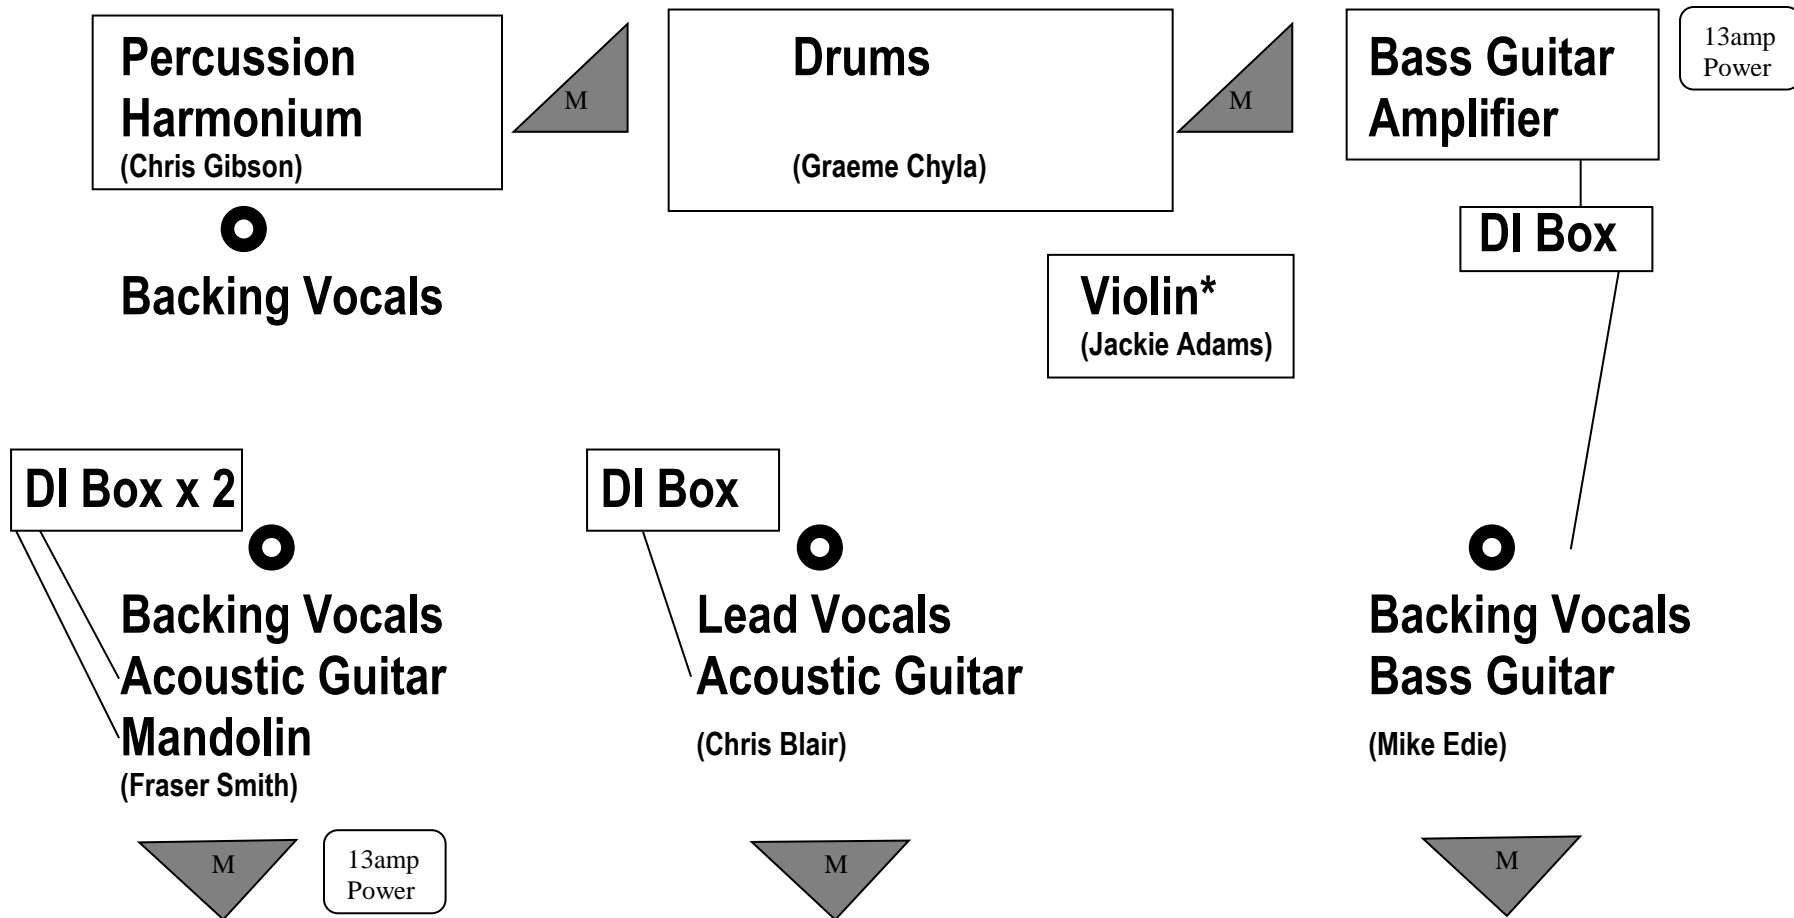 Percussion
Harmonium
(Chris Gibson)
M
Drums
(Graeme Chyla)
M
Bass Guitar
Amplifier
13amp
Power
DI Box
Backing Vocals
Violin*
(Jackie Adams)
DI Box x 2
DI Box
Backing Vocals
Acoustic Guitar
Mandolin
(Fraser Smith)
Lead Vocals
Acoustic Guitar
(Chris Blair)
Backing Vocals
Bass Guitar
(Mike Edie)
M
13amp
Power
M
M